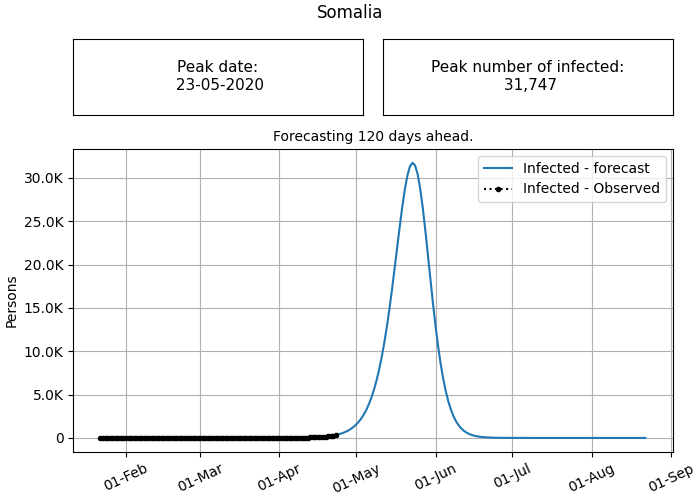 Somalia
Peak date:
23-05-2020
Peak number of infected:
31,747
Forecasting 120 days ahead.
Infected - forecast
Infected - Observed
Persons
30.0K
25.0K
20.0K
15.0K
10.0K
5.0K
0
01-Feb
01-Mar
01-Apr
01-May
01-Jun
01-Jul
01-Aug
01-Sep